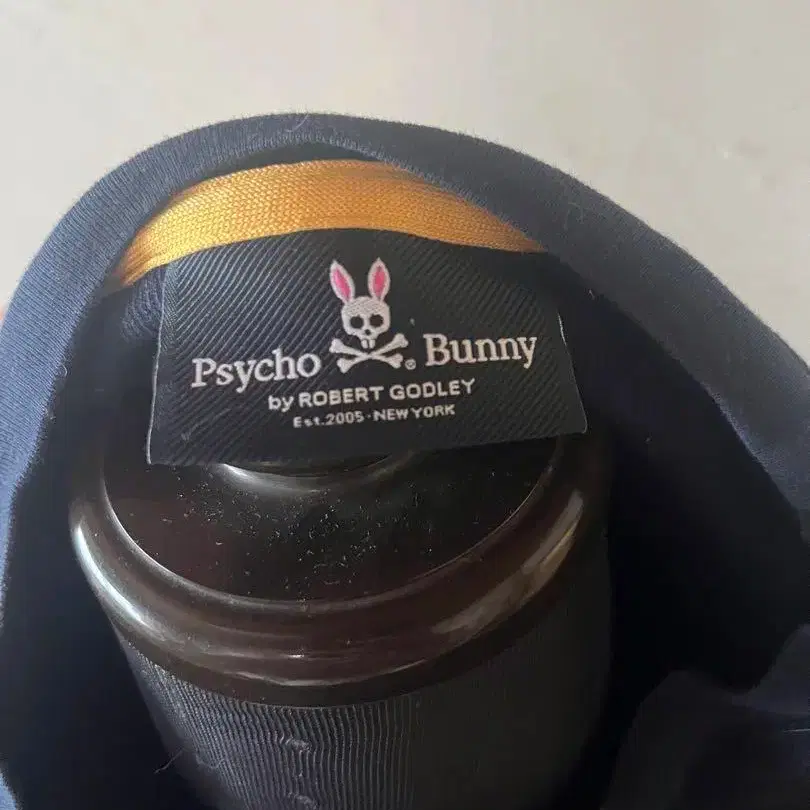 Psycho ® Bunny
by ROBERT GODLEY
Est.2005·NEW YORK